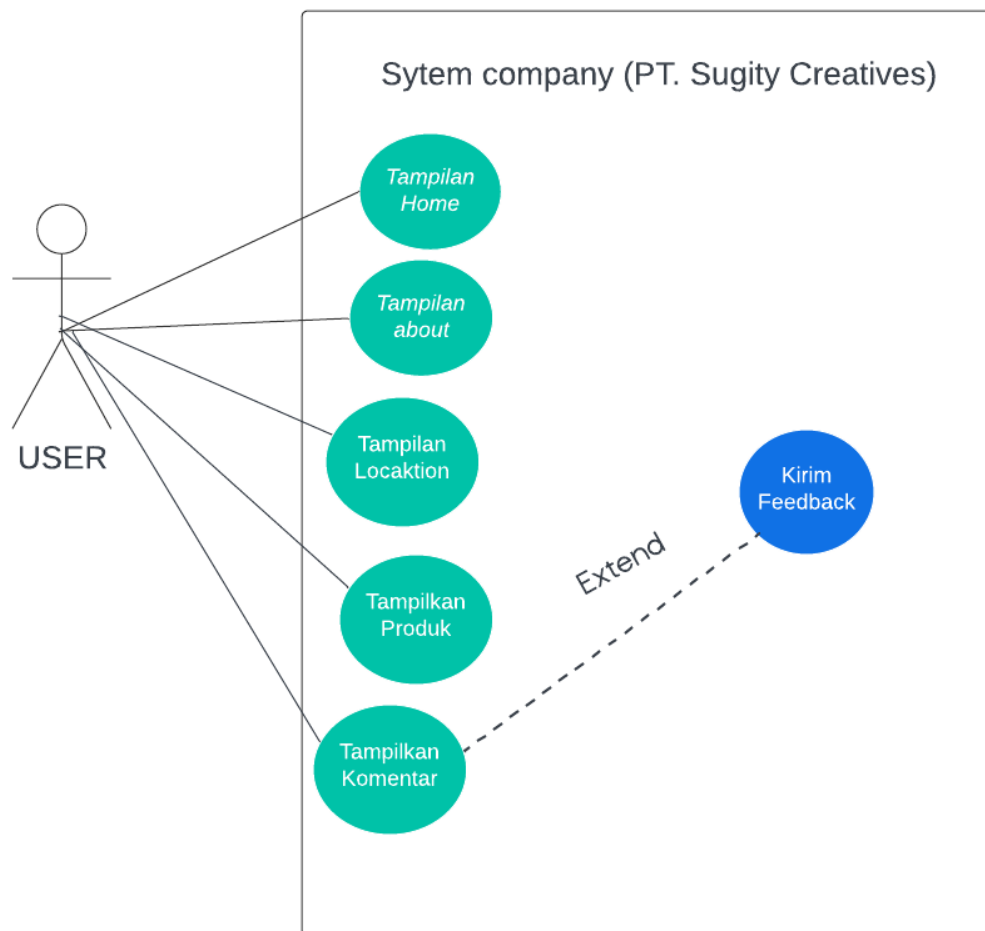 Sytem company (PT. Sugity Creatives)
Tampilan
Home
Tampilan
about
USER
Tampilan
Locaktion
Kirim
Feedback
Extend
Tampilkan
Produk
Tampilkan
Komentar